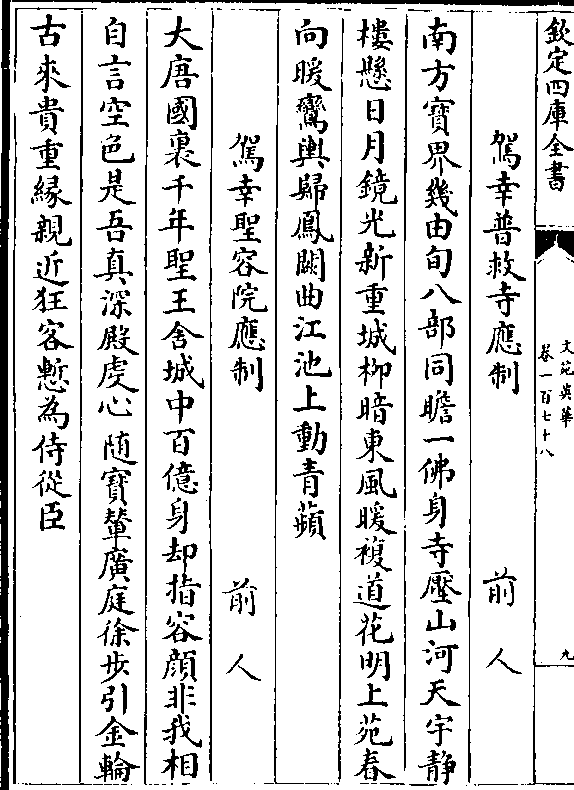 欽定四庫全書
文苑英華
卷一百七十八
九
駕幸普救寺應制 前人
南方寶界幾由旬八部同瞻一佛身寺壓山河天宇静
樓懸日月鏡光新重城柳暗東風暖複道花明上苑春
向暖鸞輿歸鳳闕曲江池上動青蘋
駕幸聖容院應制 前人
大唐國裏千年聖王舍城中百億身却指容顔非我相
自言空色是吾真深殿虔心随寶輦廣庭徐步引金輪
古來貴重縁親近狂客慙為侍從臣